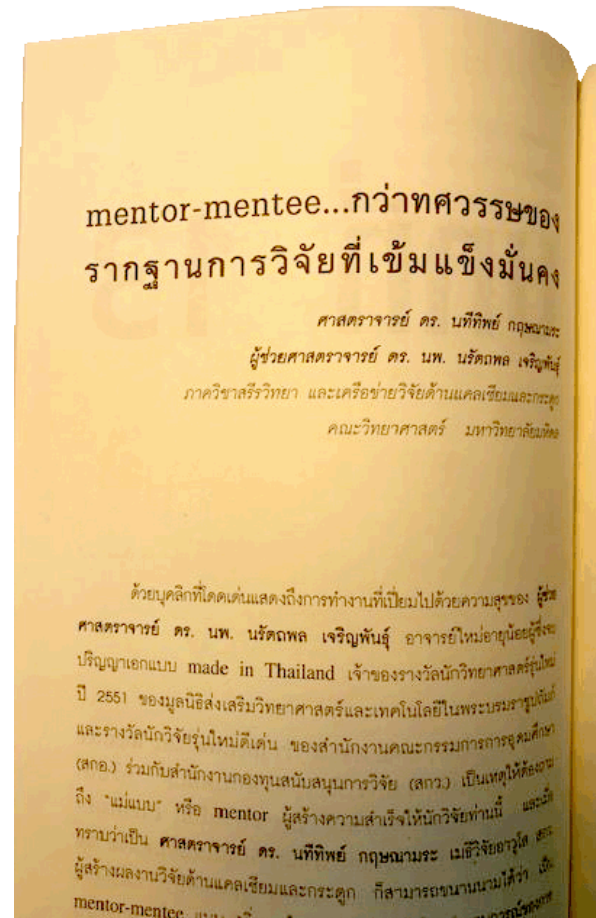 mentor-mentee...กว่าทศวรรษของ
รากฐานการวิจัยที่เข้มแข็งมั่นคง
ศาสตราจารย์ ดร. นทีทิพย์ กฤษณามระ
ผู้ช่วยศาสตราจารย์ ดร. นพ. นรัตถพล เจริญพันธุ์
ภาควิชาสรีรวิทยา และเครือข่ายวิจัยด้านแคลเซียมและกระดูก
คณะวิทยาศาสตร์ มหาวิทยาลัยมหิดล
ด้วยบุคลิกที่โดดเด่นแสดงถึงการทำงานที่เปี่ยมไปด้วยความสุขของ ผู้ช่วย
ศาสตราจารย์ ดร. นพ. นรัตถพล เจริญพันธุ์ อาจารย์ใหม่อายุน้อยผู้ซึ่งจบ
ปริญญาเอกแบบ made in Thailand เจ้าของรางวัลนักวิทยาศาสตร์รุ่นใหม่
ปี 2551 ของมูลนิธิส่งเสริมวิทยาศาสตร์และเทคโนโลยีในพระบรมราชูปถัมภ์
และรางวัลนักวิจัยรุ่นใหม่ดีเด่น ของสำนักงานคณะกรรมการการอุดมศึกษา
(สกอ.) ร่วมกับสำนักงานกองทุนสนับสนุนการวิจัย (สกว.) เป็นเหตุให้ต้องถาม
ถึง "แม่แบบ" หรือ mentor ผู้สร้างความสำเร็จให้นักวิจัยท่านนี้ และเมื่อ
ทราบว่าเป็น ศาสตราจารย์ ดร. นทีทิพย์ กฤษณามระ เมธีวิจัยอาวุโส สกว.
ผู้สร้างผลงานวิจัยด้านแคลเซียมและกระดูก ก็สามารถขนานนามได้ว่า เป็น
mentor-mentee